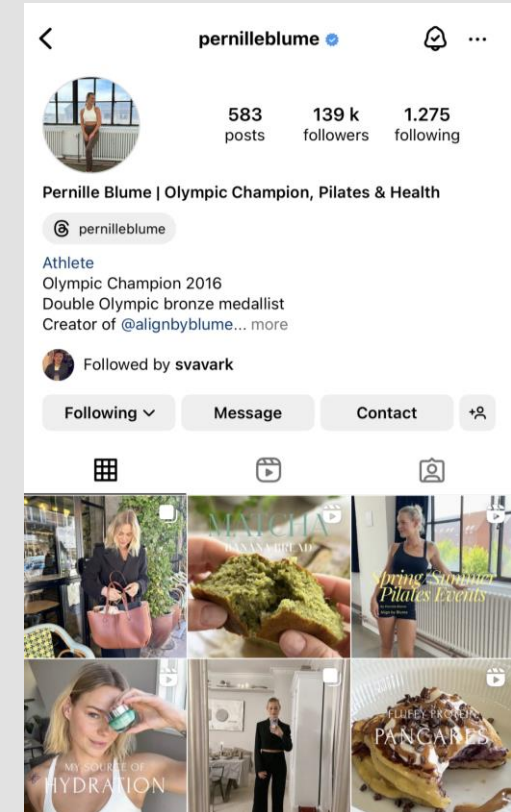 pernilleblume
583 139 k 1.275
posts followers following
Pernille Blume | Olympic Champion, Pilates & Health
pernilleblume
Athlete
Olympic Champion 2016
Double Olympic bronze medallist
Creator of @alignbyblume... more
Followed by svavark
Following Message Contact
MATCHA
BANANA BREAD
Spring/Summer
Pilates Events
MY SOURCE OF
HYDRATION
FLUFFY PROTEIN
PANCAKES